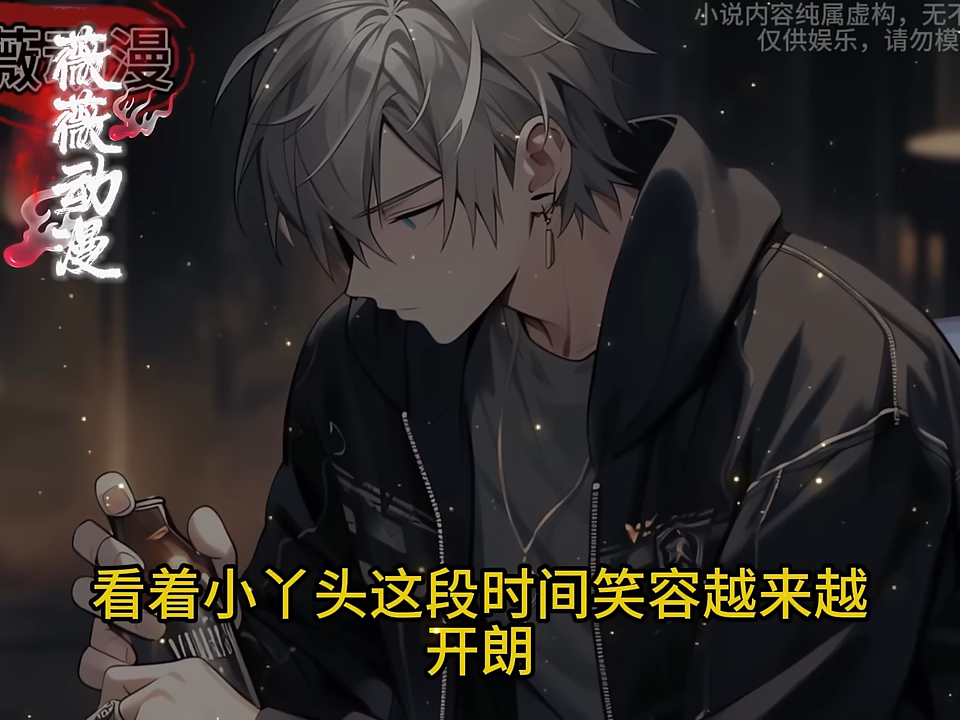 小说内容纯属虚构，无不
仅供娱乐，请勿模
薇 漫
薇薇动漫
看着小丫头这段时间笑容越来越
开朗